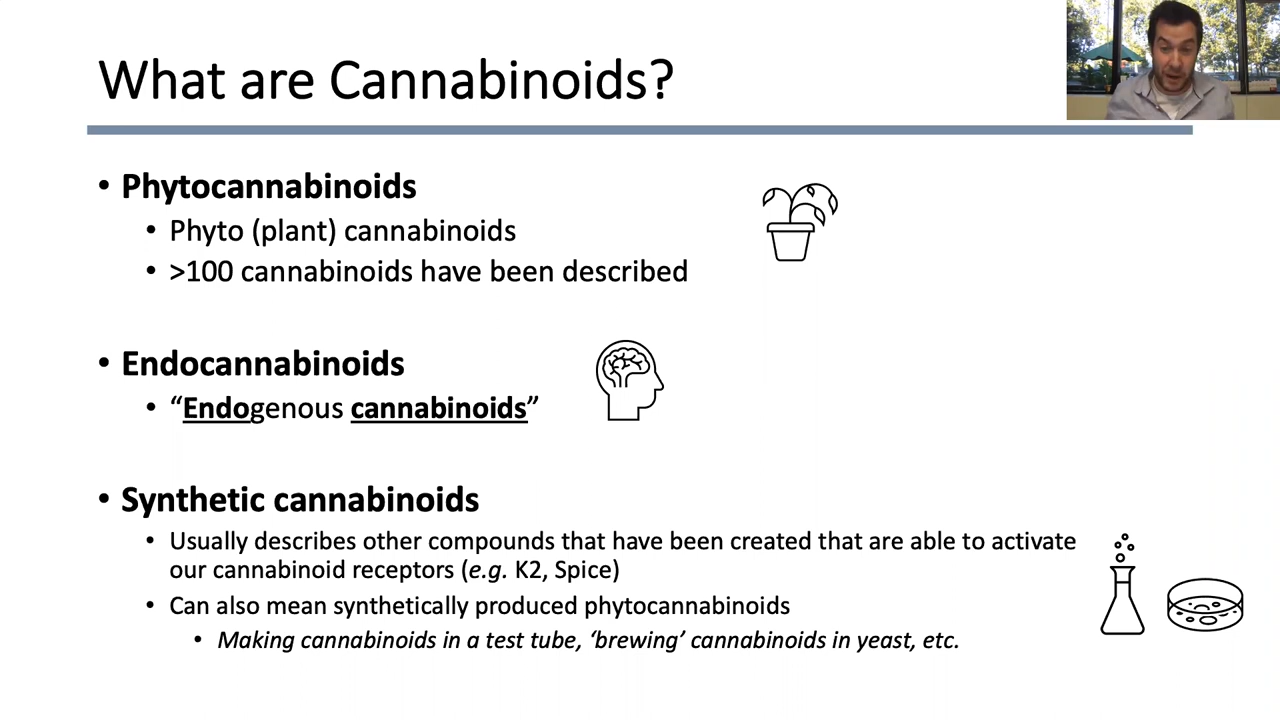 What are Cannabinoids?
• Phytocannabinoids
• Phyto (plant) cannabinoids
• >100 cannabinoids have been described
• Endocannabinoids
• “Endogenous cannabinoids”
• Synthetic cannabinoids
• Usually describes other compounds that have been created that are able to activate
our cannabinoid receptors (e.g. K2, Spice)
• Can also mean synthetically produced phytocannabinoids
• Making cannabinoids in a test tube, ‘brewing’ cannabinoids in yeast, etc.